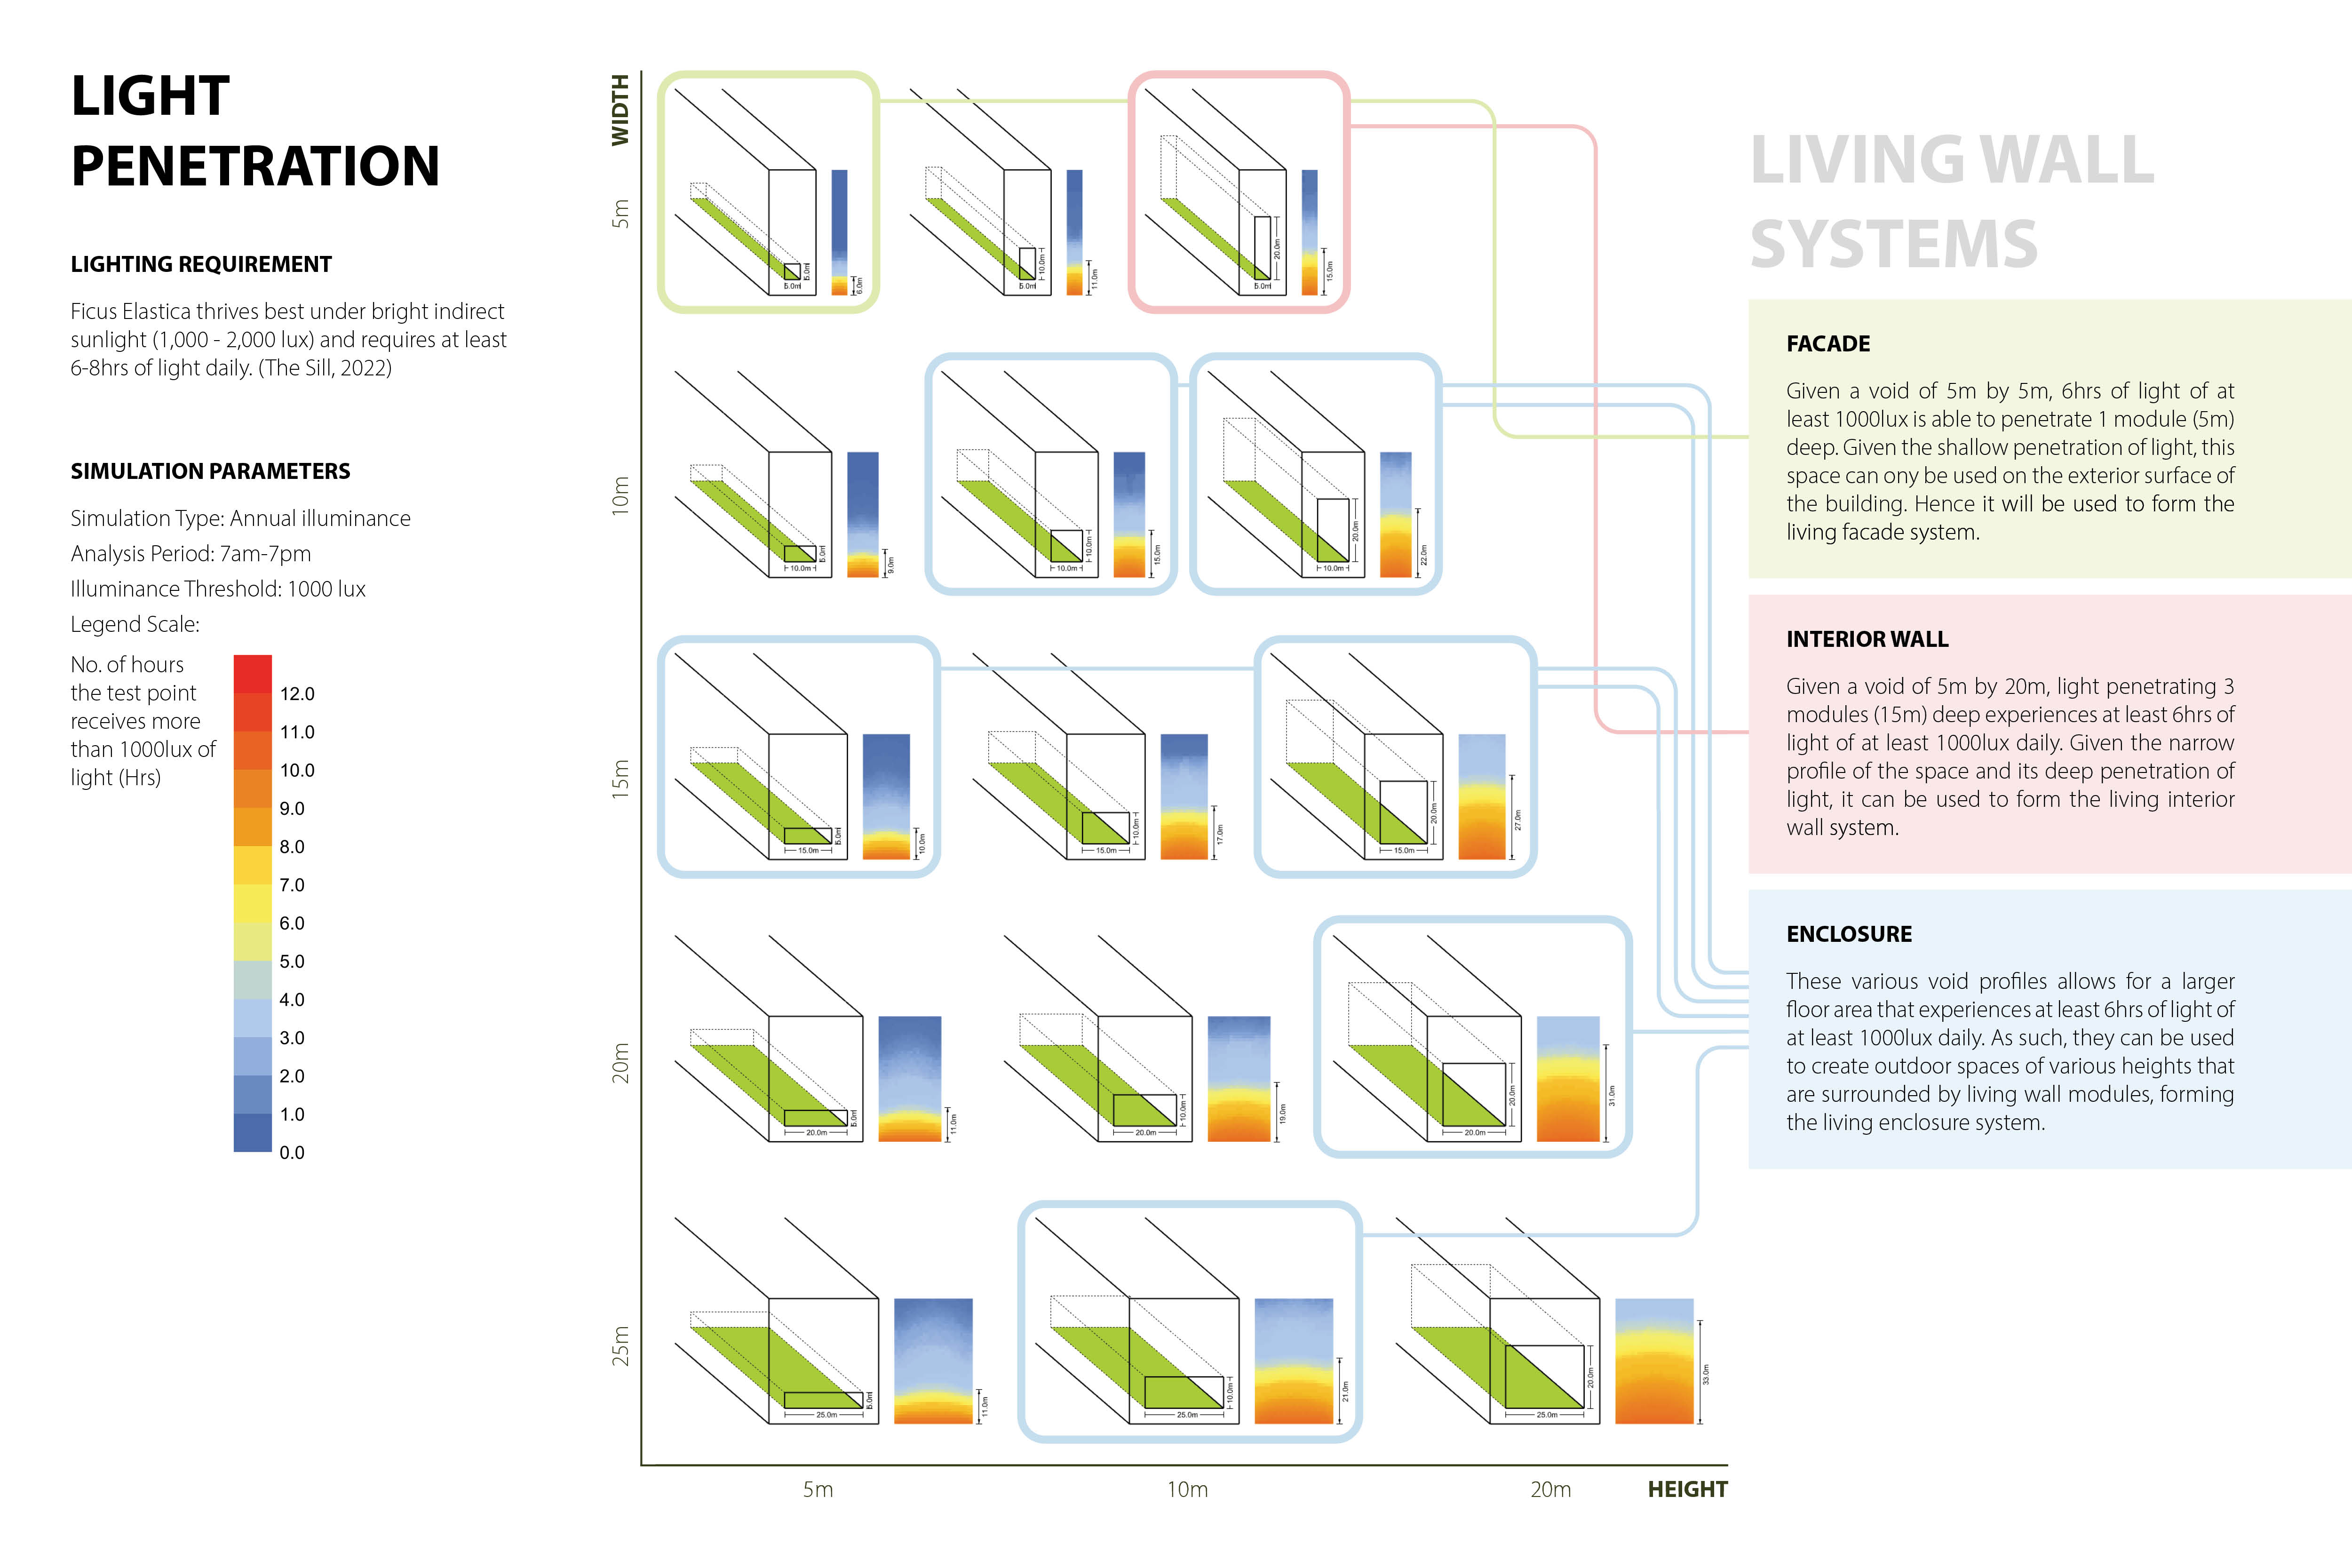 LIGHT
PENETRATION
LIGHTING REQUIREMENT
Ficus Elastica thrives best under bright indirect
sunlight (1,000 - 2,000 lux) and requires at least
6-8hrs of light daily. (The Sill, 2022)
SIMULATION PARAMETERS
Simulation Type: Annual illuminance
Analysis Period: 7am-7pm
Illuminance Threshold: 1000 lux
Legend Scale:
No. of hours
the test point
receives more
than 1000lux of
light (Hrs)
12.0
11.0
10.0
9.0
8.0
7.0
6.0
5.0
4.0
3.0
2.0
1.0
0.0
WIDTH
5m
5.0m
5.0m
6.0m
5.0m
10.0m
11.0m
5.0m
20.0m
15.0m
10m
10.0m
5.0m
9.0m
10.0m
10.0m
15.0m
10.0m
20.0m
22.0m
15m
15.0m
5.0m
10.0m
15.0m
10.0m
17.0m
15.0m
20.0m
27.0m
20m
20.0m
5.0m
11.0m
20.0m
10.0m
19.0m
20.0m
20.0m
31.0m
25m
25.0m
5.0m
11.0m
25.0m
10.0m
21.0m
25.0m
20.0m
33.0m
5m
10m
20m
HEIGHT
LIVING WALL
SYSTEMS
FACADE
Given a void of 5m by 5m, 6hrs of light of at
least 1000lux is able to penetrate 1 module (5m)
deep. Given the shallow penetration of light, this
space can ony be used on the exterior surface of
the building. Hence it will be used to form the
living facade system.
INTERIOR WALL
Given a void of 5m by 20m, light penetrating 3
modules (15m) deep experiences at least 6hrs of
light of at least 1000lux daily. Given the narrow
profile of the space and its deep penetration of
light, it can be used to form the living interior
wall system.
ENCLOSURE
These various void profiles allows for a larger
floor area that experiences at least 6hrs of light of
at least 1000lux daily. As such, they can be used
to create outdoor spaces of various heights that
are surrounded by living wall modules, forming
the living enclosure system.